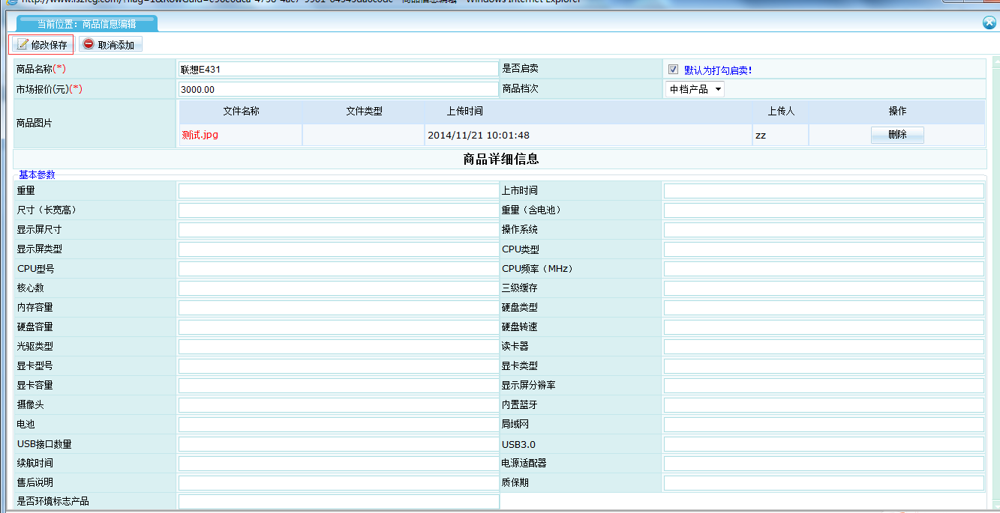 当前位置：商品信息编辑
修改保存 取消添加
商品名称(*) 联想E431 是否启卖 默认为打勾启卖!
市场报价(元)(*) 3000.00 商品档次 中档产品
商品图片 文件名称 文件类型 上传时间 上传人 操作
测试.jpg 2014/11/21 10:01:48 zz 删除
商品详细信息
基本参数
重量 上市时间
尺寸（长宽高） 重量（含电池）
显示屏尺寸 操作系统
显示屏类型 CPU类型
CPU型号 CPU频率（MHz）
核心数 三级缓存
内存容量 硬盘类型
硬盘容量 硬盘转速
光驱类型 读卡器
显卡型号 显卡类型
显卡容量 显示屏分辨率
摄像头 内置蓝牙
电池 局域网
USB接口数量 USB3.0
续航时间 电源适配器
售后说明 质保期
是否环境标志产品